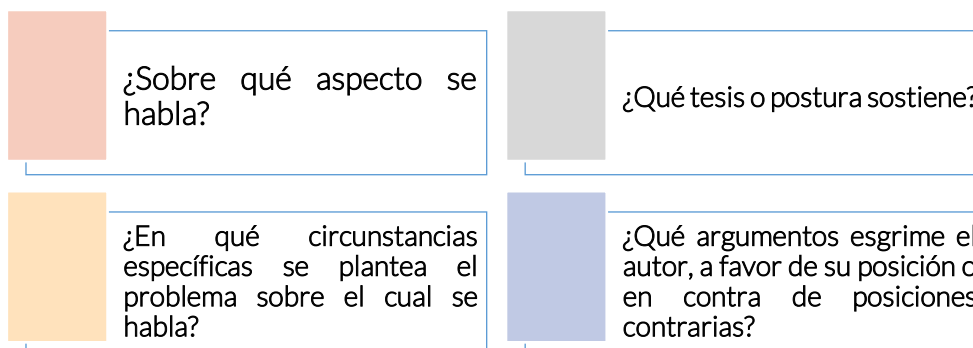 ¿Sobre qué aspecto se
habla?
¿Qué tesis o postura sostiene?
¿En qué circunstancias
específicas se plantea el
problema sobre el cual se
habla?
¿Qué argumentos esgrime el
autor, a favor de su posición o
en contra de posiciones
contrarias?